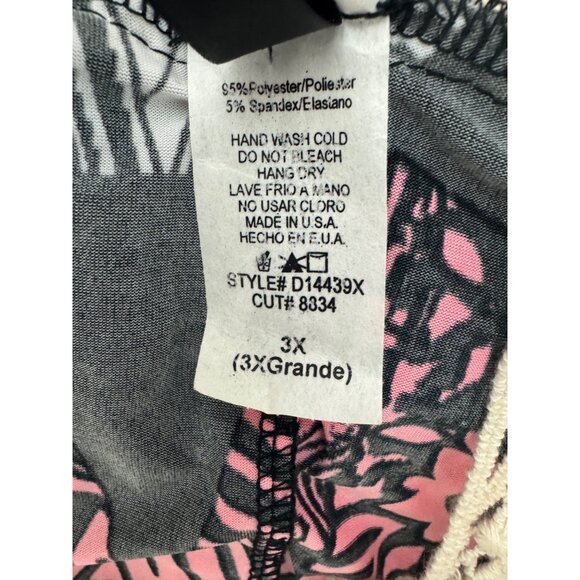 95% Polyester/Poliester
5% Spandex/Elastano
HAND WASH COLD
DO NOT BLEACH
HANG DRY
LAVE FRIO A MANO
NO USAR CLORO
MADE IN U.S.A.
HECHO EN E.U.A.
STYLE# D14439X
CUT# 8834
3X
(3XGrande)